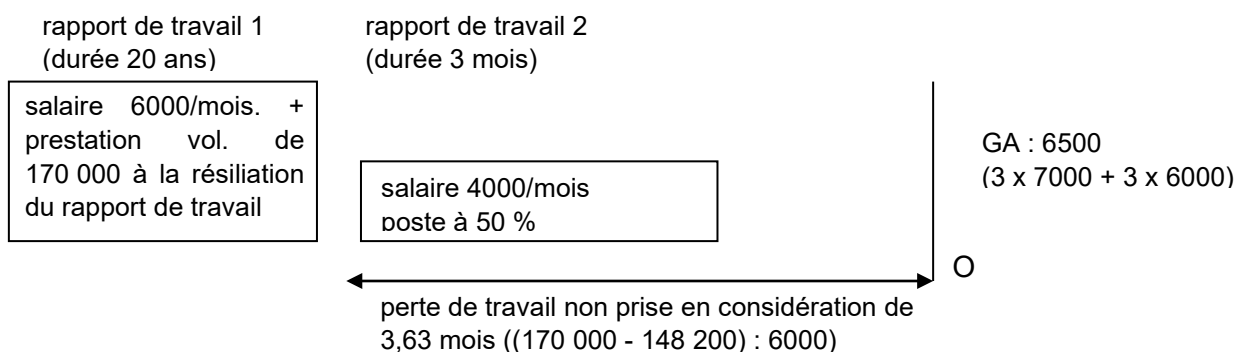 rapport de travail 1
(durée 20 ans)
rapport de travail 2
(durée 3 mois)
salaire 6000/mois. +
prestation vol. de
170 000 à la résiliation
du rapport de travail
salaire 4000/mois
poste à 50 %
GA : 6500
(3 x 7000 + 3 x 6000)
O
perte de travail non prise en considération de
3,63 mois ((170 000 - 148 200) : 6000)